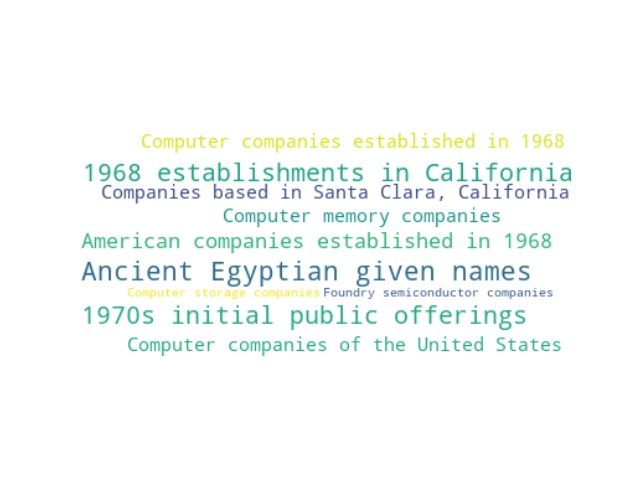 Computer companies established in 1968
1968 establishments in California
Companies based in Santa Clara, California
Computer memory companies
American companies established in 1968
Ancient Egyptian given names
Computer storage companies Foundry semiconductor companies
1970s initial public offerings
Computer companies of the United States